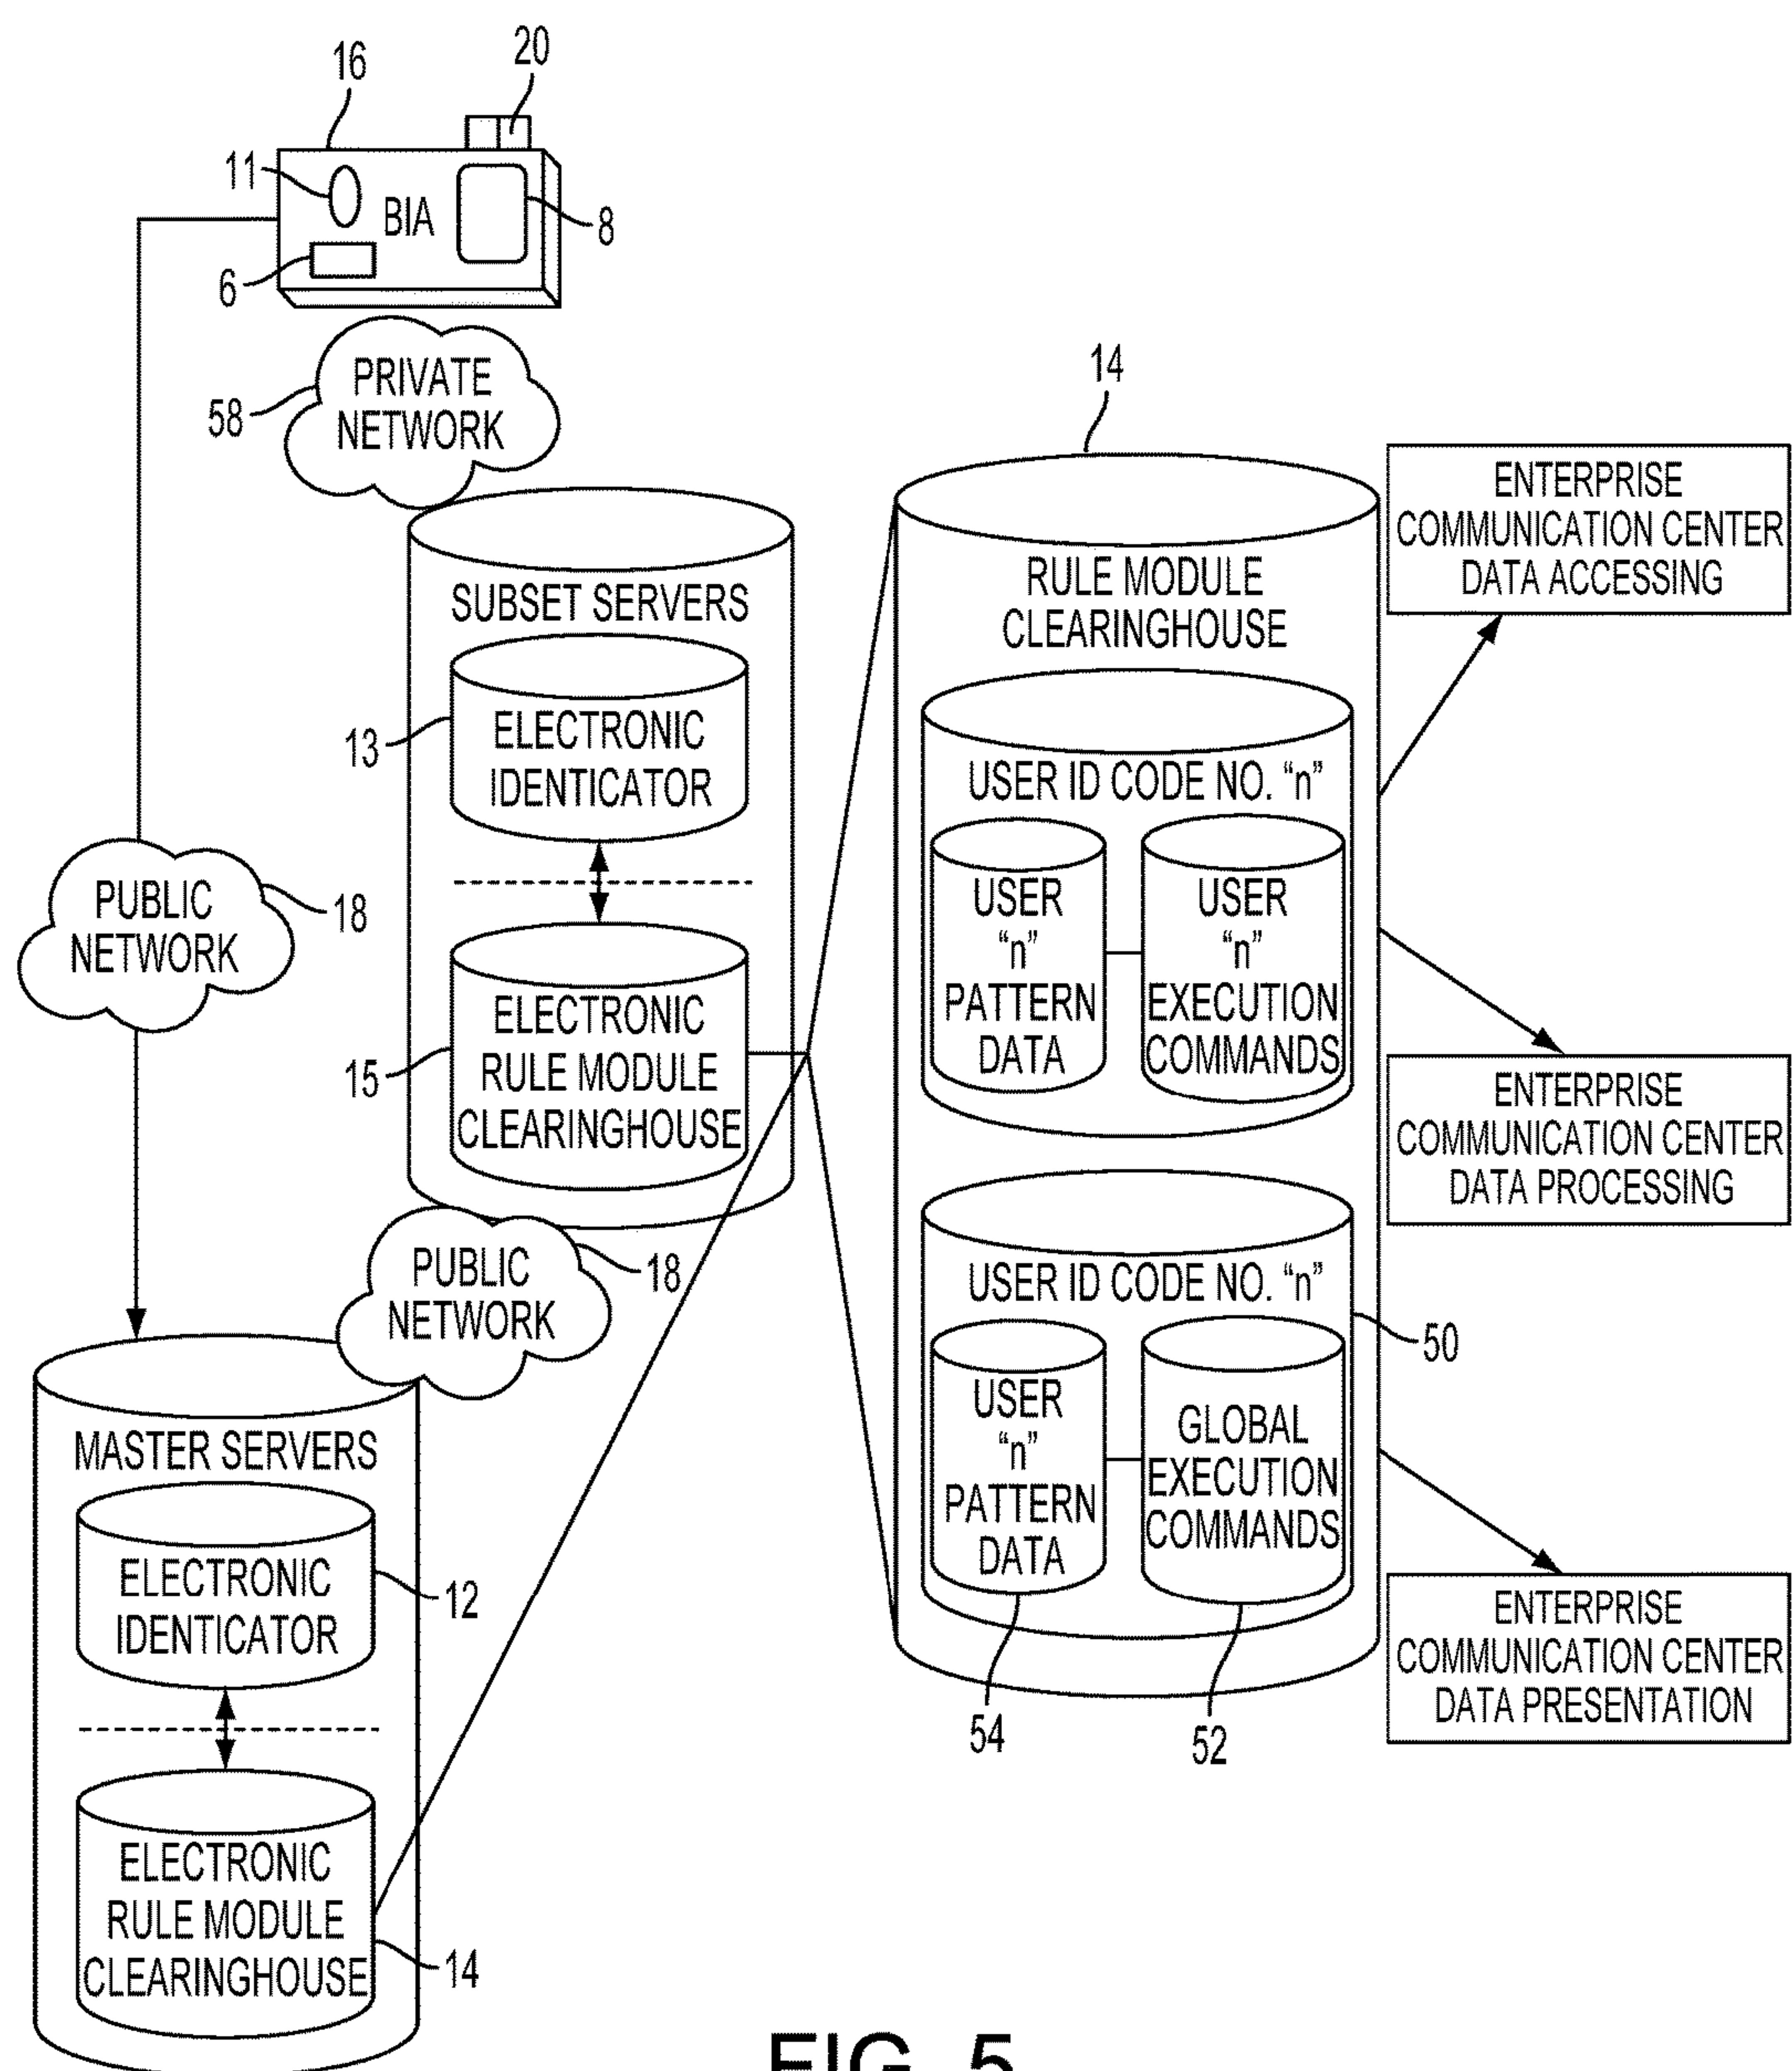 20
16
11
BIA
8
6
PRIVATE
NETWORK
58
SUBSET SERVERS
13
ELECTRONIC
IDENTICATOR
15
ELECTRONIC
RULE MODULE
CLEARINGHOUSE
PUBLIC
NETWORK
18
PUBLIC
NETWORK
18
MASTER SERVERS
ELECTRONIC
IDENTICATOR
12
ELECTRONIC
RULE MODULE
CLEARINGHOUSE
14
14
RULE MODULE
CLEARINGHOUSE
USER ID CODE NO. “n”
USER
“n”
PATTERN
DATA
USER
“n”
EXECUTION
COMMANDS
USER ID CODE NO. “n”
50
USER
“n”
PATTERN
DATA
GLOBAL
EXECUTION
COMMANDS
54
52
ENTERPRISE
COMMUNICATION CENTER
DATA ACCESSING
ENTERPRISE
COMMUNICATION CENTER
DATA PROCESSING
ENTERPRISE
COMMUNICATION CENTER
DATA PRESENTATION
FIG. 5